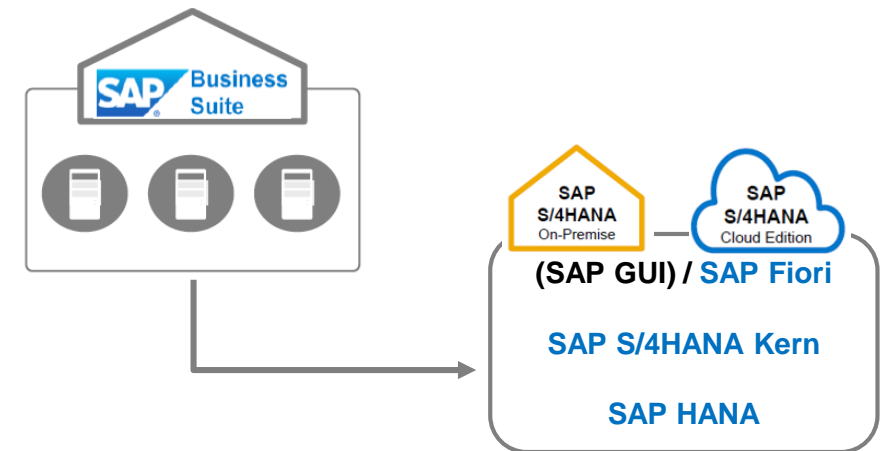 SAP ® Business
Suite
SAP
S/4HANA
On-Premise
SAP
S/4HANA
Cloud Edition
(SAP GUI) / SAP Fiori
SAP S/4HANA Kern
SAP HANA